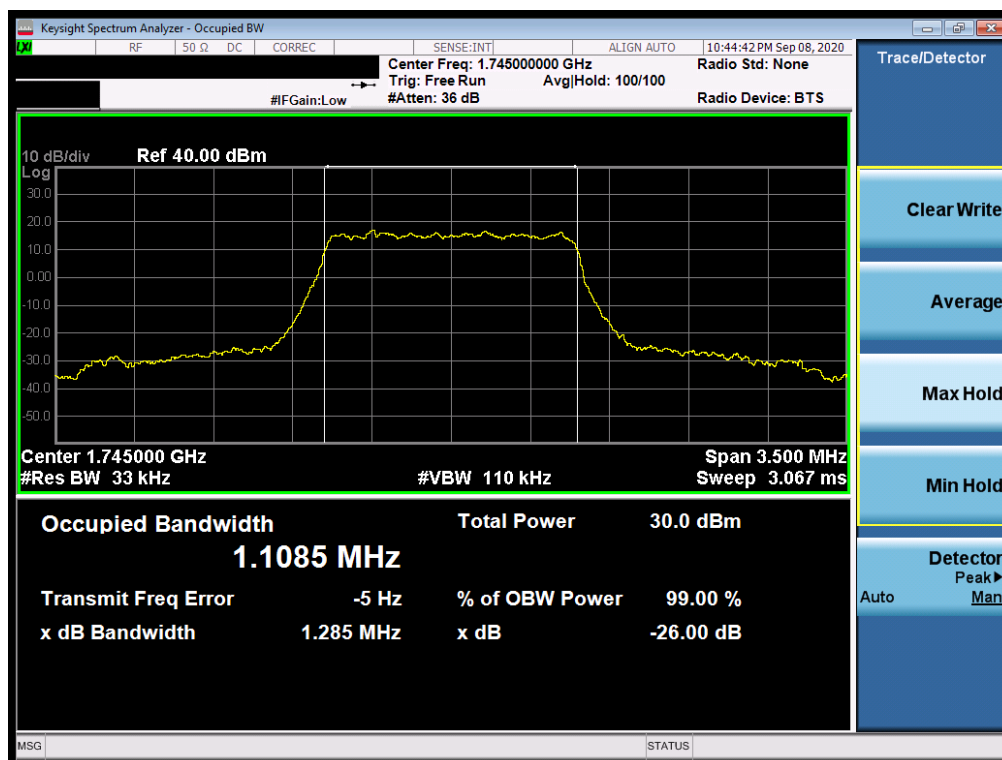 Keysight Spectrum Analyzer - Occupied BW
LXI RF 50 Ω DC CORREC SENSE:INT ALIGN AUTO 10:44:42 PM Sep 08, 2020
Center Freq: 1.745000000 GHz Radio Std: None
Trig: Free Run Avg|Hold: 100/100
#IFGain:Low #Atten: 36 dB Radio Device: BTS
Trace/Detector
10 dB/div Ref 40.00 dBm
Log
30.0
20.0
10.0
0.00
-10.0
-20.0
-30.0
-40.0
-50.0
Center 1.745000 GHz Span 3.500 MHz
#Res BW 33 kHz #VBW 110 kHz Sweep 3.067 ms
Occupied Bandwidth Total Power 30.0 dBm
1.1085 MHz
Transmit Freq Error -5 Hz % of OBW Power 99.00 %
x dB Bandwidth 1.285 MHz x dB -26.00 dB
Clear Write
Average
Max Hold
Min Hold
Detector
Peak▶
Auto Man
MSG STATUS